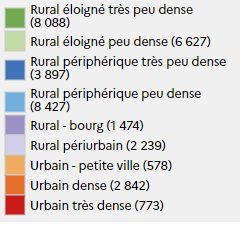 Rural éloigné très peu dense
(8 088)
Rural éloigné peu dense (6 627)
Rural périphérique très peu dense
(3 897)
Rural périphérique peu dense
(8 427)
Rural - bourg (1 474)
Rural périurbain (2 239)
Urbain - petite ville (578)
Urbain dense (2 842)
Urbain très dense (773)